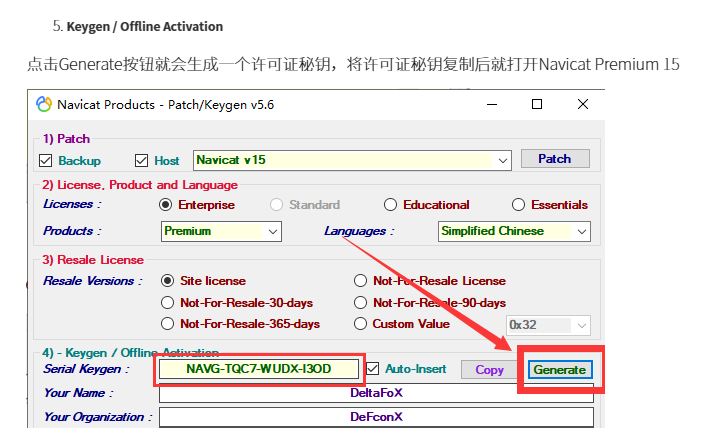 5. Keygen / Offline Activation
点击Generate按钮就会生成一个许可证秘钥，将许可证秘钥复制后就打开Navicat Premium 15
Navicat Products - Patch/Keygen v5.6
1) Patch
Backup Host Navicat v15 Patch
2) License, Product and Language
Licenses : Enterprise Standard Educational Essentials
Products : Premium Languages : Simplified Chinese
3) Resale License
Resale Versions : Site license Not-For-Resale License
Not-For-Resale-30-days Not-For-Resale-90-days
Not-For-Resale-365-days Custom Value 0x32
4) - Keygen / Offline Activation
Serial Keygen : NAVG-TQC7-WUDX-I3OD Auto-Insert Copy Generate
Your Name : DeltaFoX
Your Organization : DeFconX